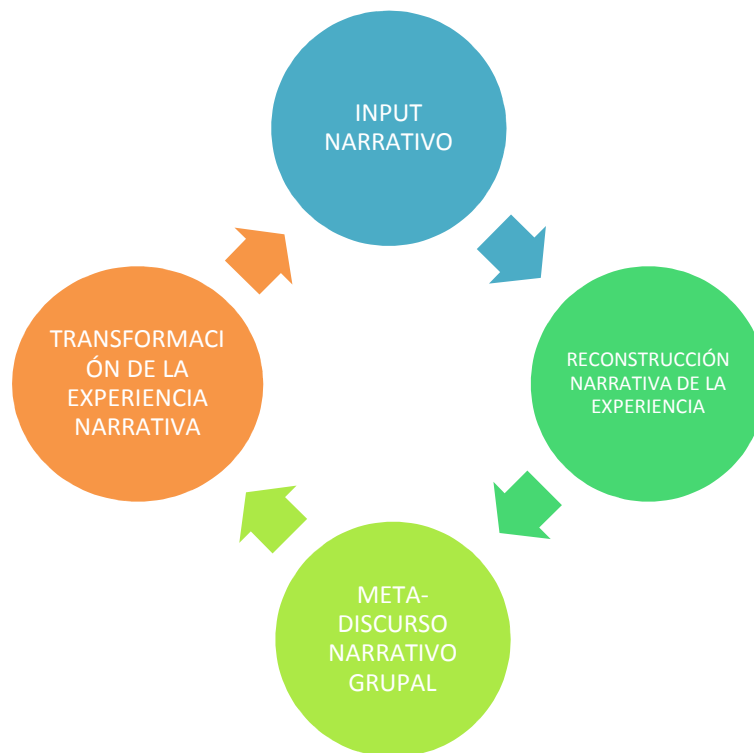 INPUT
NARRATIVO
RECONSTRUCCIÓN
NARRATIVA DE LA
EXPERIENCIA
META-
DISCURSO
NARRATIVO
GRUPAL
TRANSFORMACI
ÓN DE LA
EXPERIENCIA
NARRATIVA